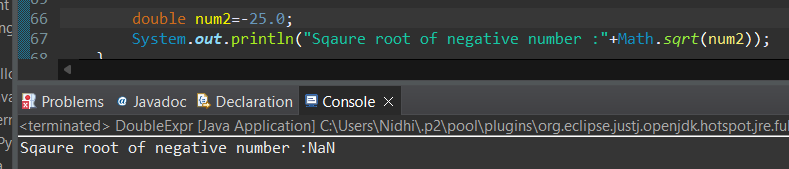 66 double num2=-25.0;
67 System.out.println("Sqaure root of negative number :"+Math.sqrt(num2));
68 }
Problems @ Javadoc Declaration Console
<terminated> DoubleExpr [Java Application] C:\Users\Nidhi\.p2\pool\plugins\org.eclipse.justj.openjdk.hotspot.jre.ful
Sqaure root of negative number :NaN